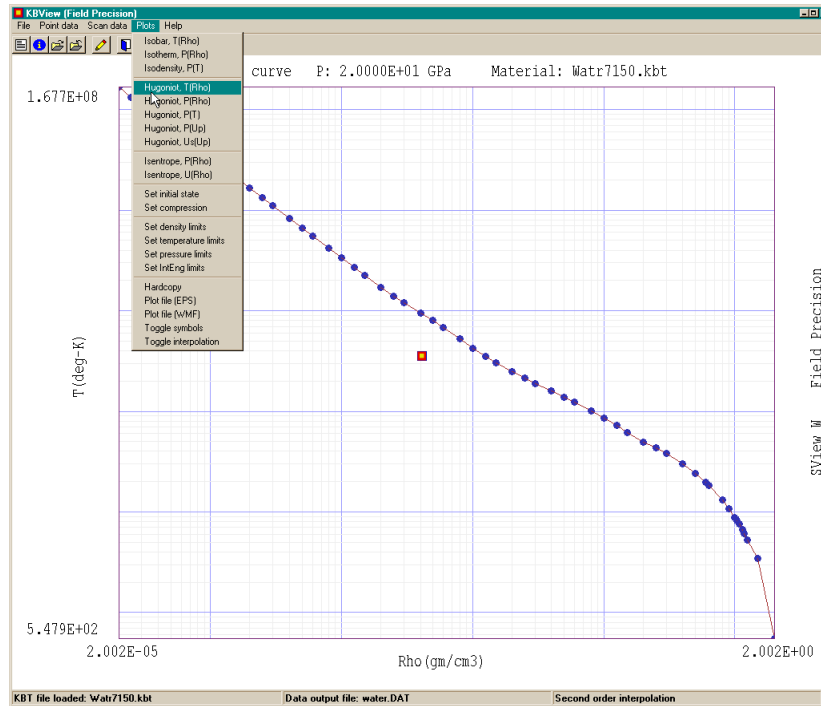 KBView (Field Precision)
File Point data Scan data Plots Help
Isobar, T(Rho)
Isotherm, P(Rho)
Isodensity, P(T)
Hugoniot, T(Rho)
Hugoniot, P(Rho)
Hugoniot, P(T)
Hugoniot, P(Up)
Hugoniot, Us(Up)
Isentrope, P(Rho)
Isentrope, U(Rho)
Set initial state
Set compression
Set density limits
Set temperature limits
Set pressure limits
Set IntEng limits
Hardcopy
Plot file (EPS)
Plot file (WMF)
Toggle symbols
Toggle interpolation
curve P: 2.0000E+01 GPa Material: Watr7150.kbt
1.677E+08
T(deg-K)
5.479E+02
2.002E-05
Rho(gm/cm3)
2.002E+00
SView W Field Precision
KBT file loaded: Watr7150.kbt
Data output file: water.DAT
Second order interpolation